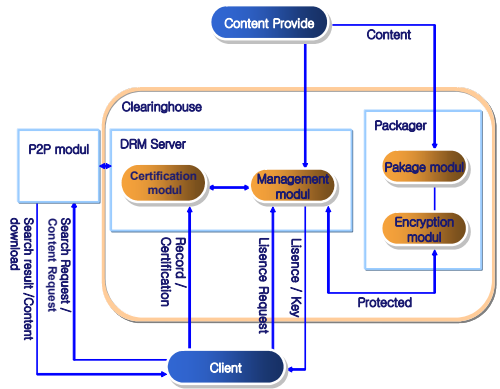 Content Provide
Content
Clearinghouse
Packager
P2P modul
DRM Server
Certification
modul
Management
modul
Pakage modul
Encryption
modul
Search result /Content
download
Search Request /
Content Request
Record /
Certification
Lisence Request
Lisence / Key
Protected
Client